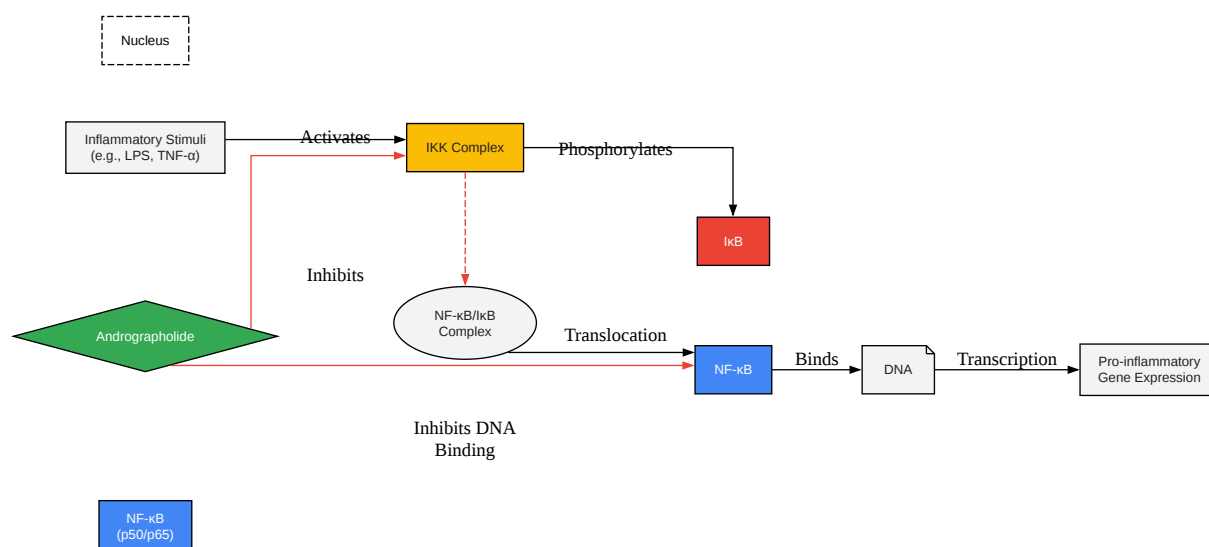 Nucleus
Inflammatory Stimuli
(e.g., LPS, TNF-α)
Activates
IKK Complex
Phosphorylates
IκB
Inhibits
Andrographolide
NF-κB/IκB
Complex
Translocation
NF-κB
Binds
DNA
Transcription
Pro-inflammatory
Gene Expression
Inhibits DNA
Binding
NF-κB
(p50/p65)